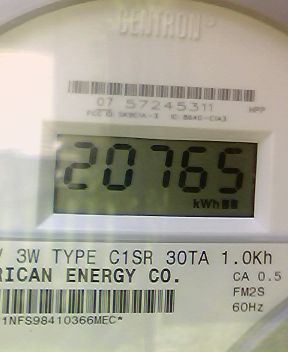 CENTRON
07 57245311 HPP
20765
kWh
V 3W TYPE C1SR 30TA 1.0Kh
RICAN ENERGY CO.
CA 0.5
FM2S
60Hz
1NFS98410366MEC*